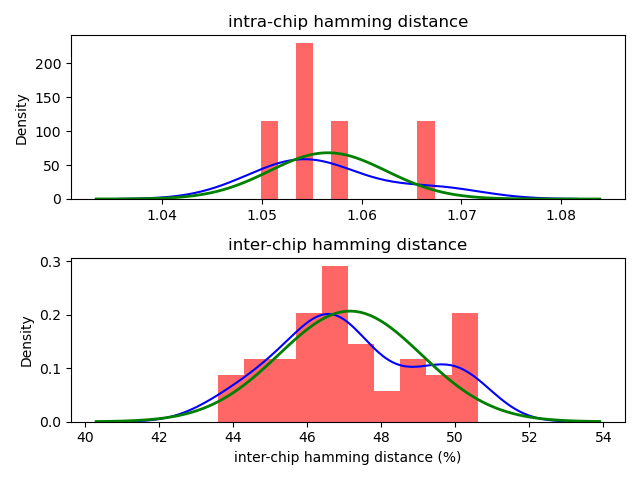 intra-chip hamming distance
Density
200
150
100
50
0
1.04 1.05 1.06 1.07 1.08
inter-chip hamming distance
Density
0.3
0.2
0.1
0.0
40 42 44 46 48 50 52 54
inter-chip hamming distance (%)